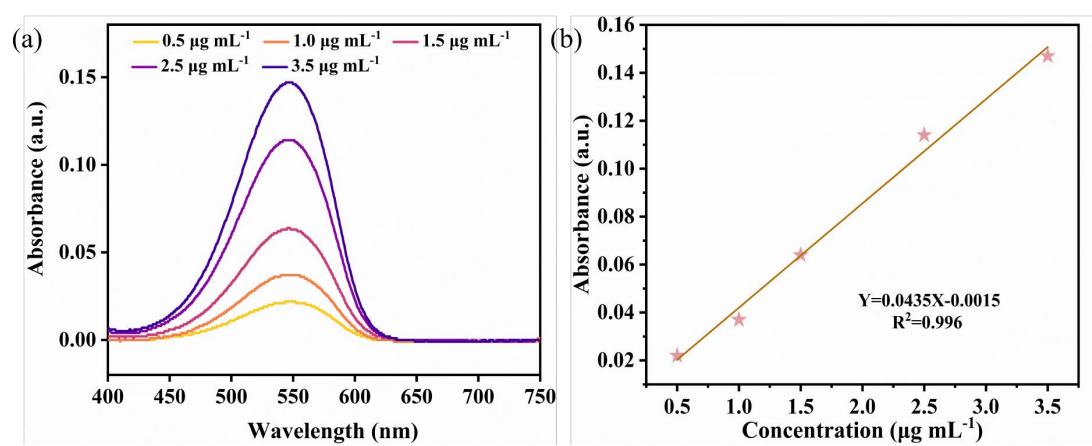 (a)
0.5 μg mL⁻¹ 1.0 μg mL⁻¹ 1.5 μg mL⁻¹
2.5 μg mL⁻¹ 3.5 μg mL⁻¹
0.15
0.10
0.05
0.00
Absorbance (a.u.)
400 450 500 550 600 650 700 750
Wavelength (nm)
(b)
0.16
0.14
0.12
0.10
0.08
0.06
0.04
0.02
Absorbance (a.u.)
Y=0.0435X-0.0015
R²=0.996
0.5 1.0 1.5 2.0 2.5 3.0 3.5
Concentration (μg mL⁻¹)